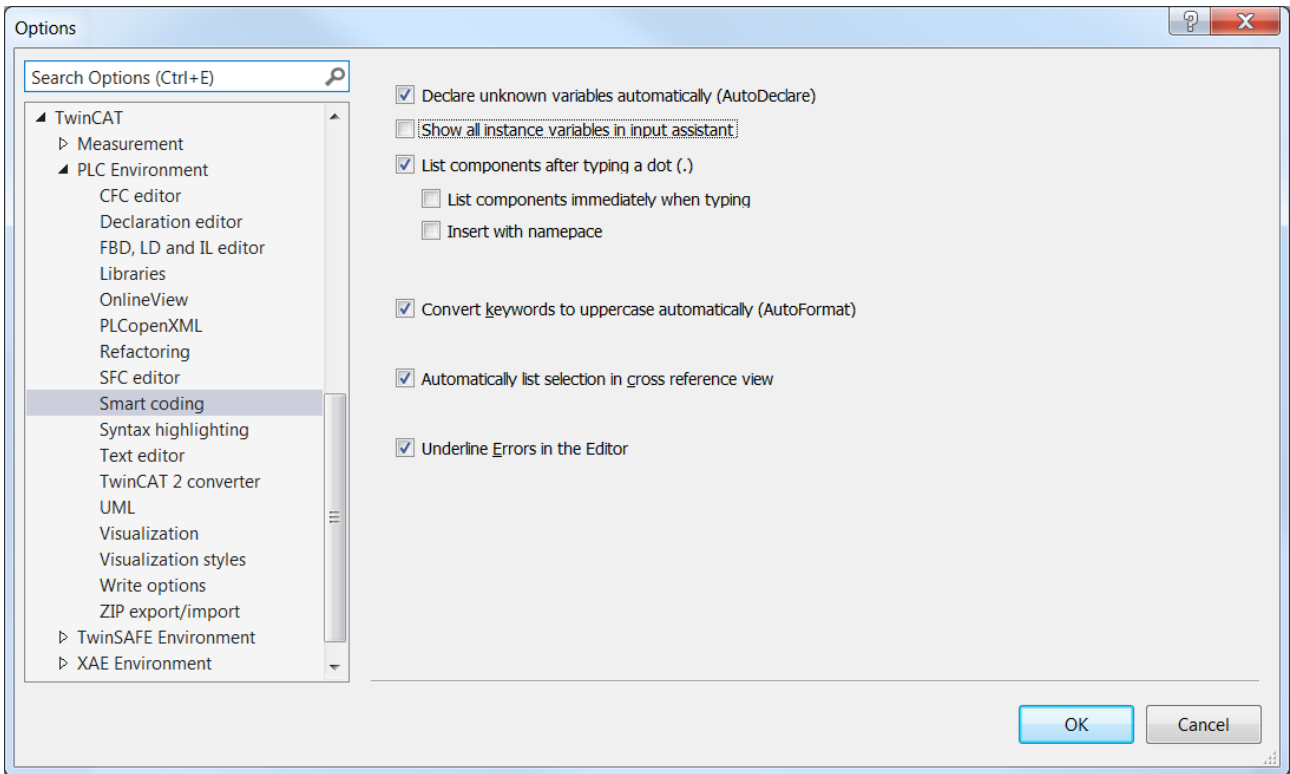 Options
Search Options (Ctrl+E)
TwinCAT
Measurement
PLC Environment
CFC editor
Declaration editor
FBD, LD and IL editor
Libraries
OnlineView
PLCopenXML
Refactoring
SFC editor
Smart coding
Syntax highlighting
Text editor
TwinCAT 2 converter
UML
Visualization
Visualization styles
Write options
ZIP export/import
TwinSAFE Environment
XAE Environment
Declare unknown variables automatically (AutoDeclare)
Show all instance variables in input assistant
List components after typing a dot (.)
List components immediately when typing
Insert with namepace
Convert keywords to uppercase automatically (AutoFormat)
Automatically list selection in cross reference view
Underline Errors in the Editor
OK
Cancel